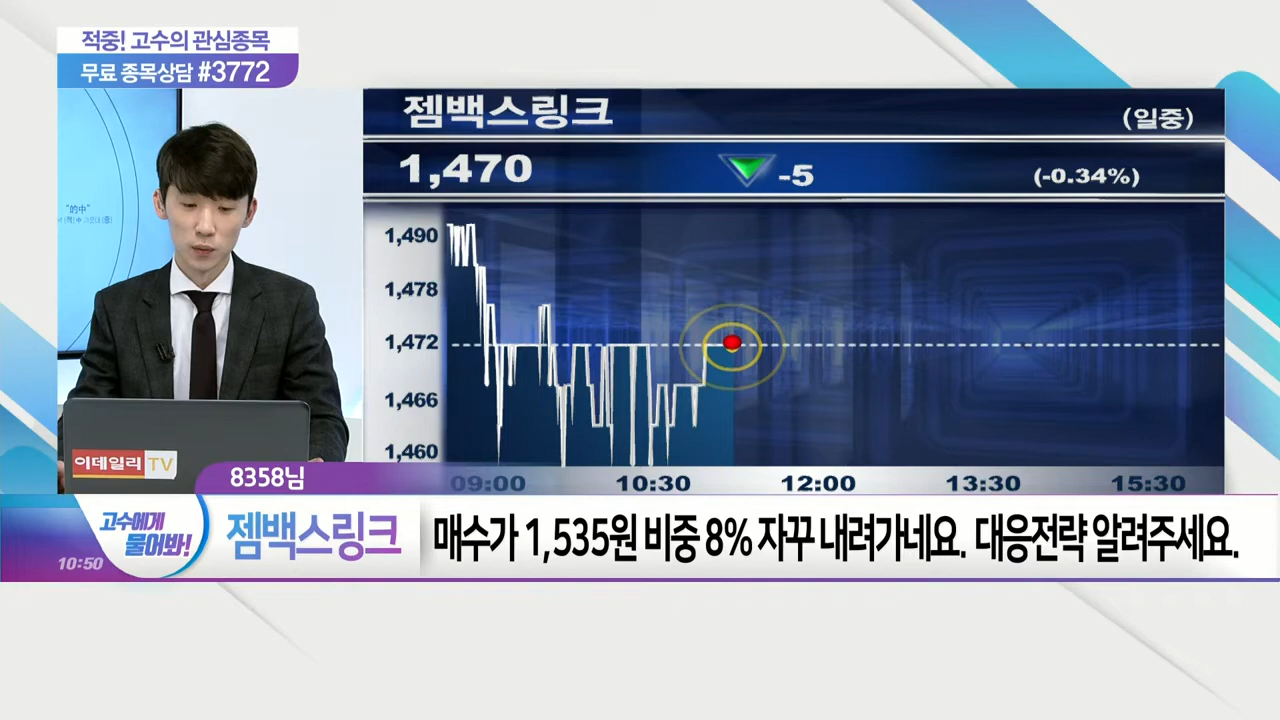 적중! 고수의 관심종목
무료 종목상담 #3772
"的中"
젬백스링크
(일중)
1,470
-5
(-0.34%)
1,490
1,478
1,472
1,466
1,460
09:00
10:30
12:00
13:30
15:30
이데일리 TV
8358님
고수에게
물어봐!
10:50
젬백스링크
매수가 1,535원 비중 8% 자꾸 내려가네요. 대응전략 알려주세요.